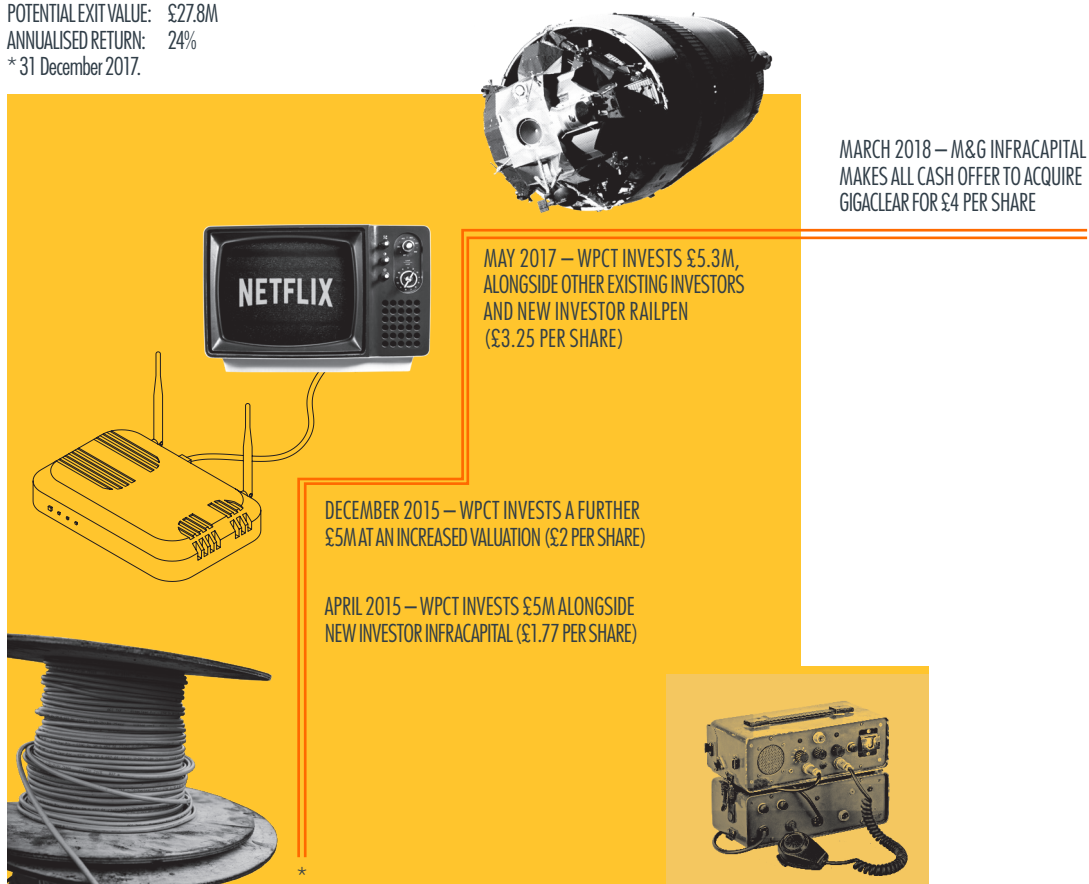 POTENTIAL EXIT VALUE: £27.8M
ANNUALISED RETURN: 24%
* 31 December 2017.
MARCH 2018 – M&G INFRACAPITAL
MAKES ALL CASH OFFER TO ACQUIRE
GIGACLEAR FOR £4 PER SHARE
MAY 2017 – WPCT INVESTS £5.3M,
ALONGSIDE OTHER EXISTING INVESTORS
AND NEW INVESTOR RAILPEN
(£3.25 PER SHARE)
NETFLIX
DECEMBER 2015 – WPCT INVESTS A FURTHER
£5M AT AN INCREASED VALUATION (£2 PER SHARE)
APRIL 2015 – WPCT INVESTS £5M ALONGSIDE
NEW INVESTOR INFRACAPITAL (£1.77 PER SHARE)
*